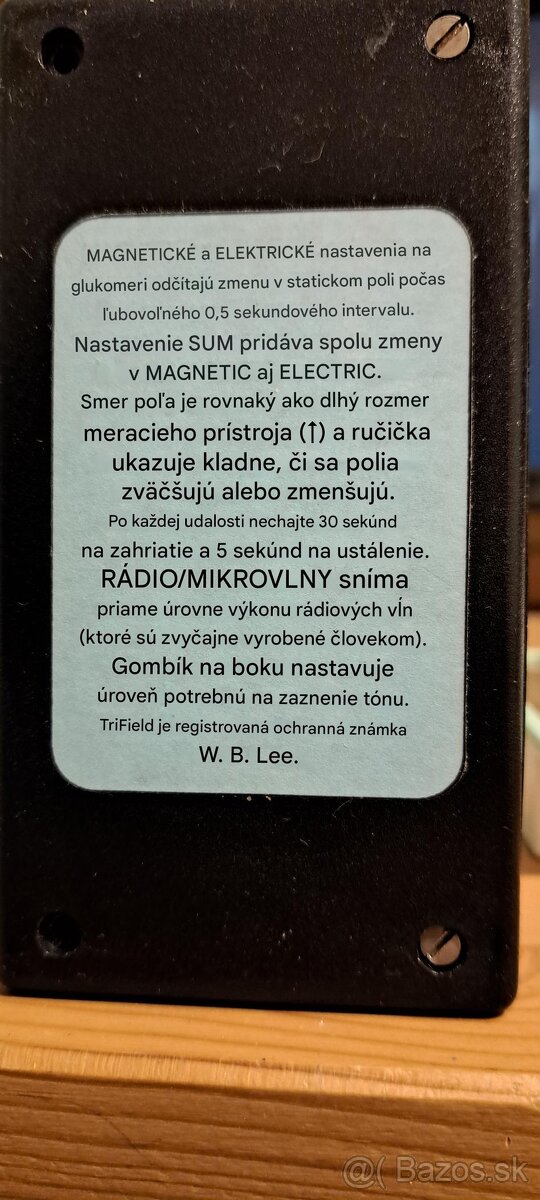 MAGNETICKÉ a ELEKTRICKÉ nastavenia na
glukomeri odčítajú zmenu v statickom poli počas
ľubovoľného 0,5 sekundového intervalu.
Nastavenie SUM pridáva spolu zmeny
v MAGNETIC aj ELECTRIC.
Smer poľa je rovnaký ako dlhý rozmer
meracieho prístroja (↑) a ručička
ukazuje kladne, či sa polia
zväčšujú alebo zmenšujú.
Po každej udalosti nechajte 30 sekúnd
na zahriatie a 5 sekúnd na ustálenie.
RÁDIO/MIKROVLNY sníma
priame úrovne výkonu rádiových vĺn
(ktoré sú zvyčajne vyrobené človekom).
Gombík na boku nastavuje
úroveň potrebnú na zaznenie tónu.
TriField je registrovaná ochranná známka
W. B. Lee.
@( Bazos.sk